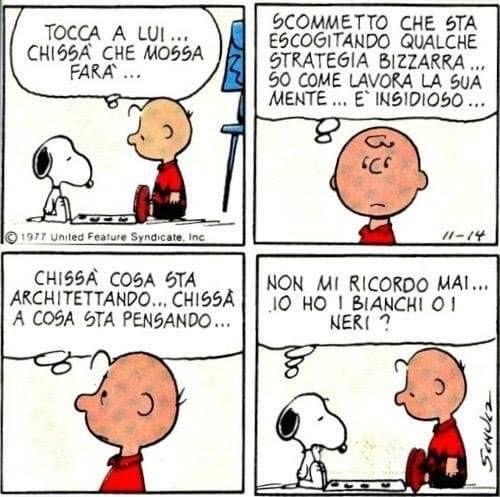 TOCCA A LUI...
CHISSÀ CHE MOSSA
FARÀ...
© 1977 United Feature Syndicate, Inc.
SCOMMETTO CHE STA
ESCOGITANDO QUALCHE
STRATEGIA BIZZARRA...
SO COME LAVORA LA SUA
MENTE... E' INSIDIOSO...
11-14
CHISSÀ COSA STA
ARCHITETTANDO... CHISSÀ
A COSA STA PENSANDO...
NON MI RICORDO MAI...
IO HO I BIANCHI O I
NERI?
SCHULZ